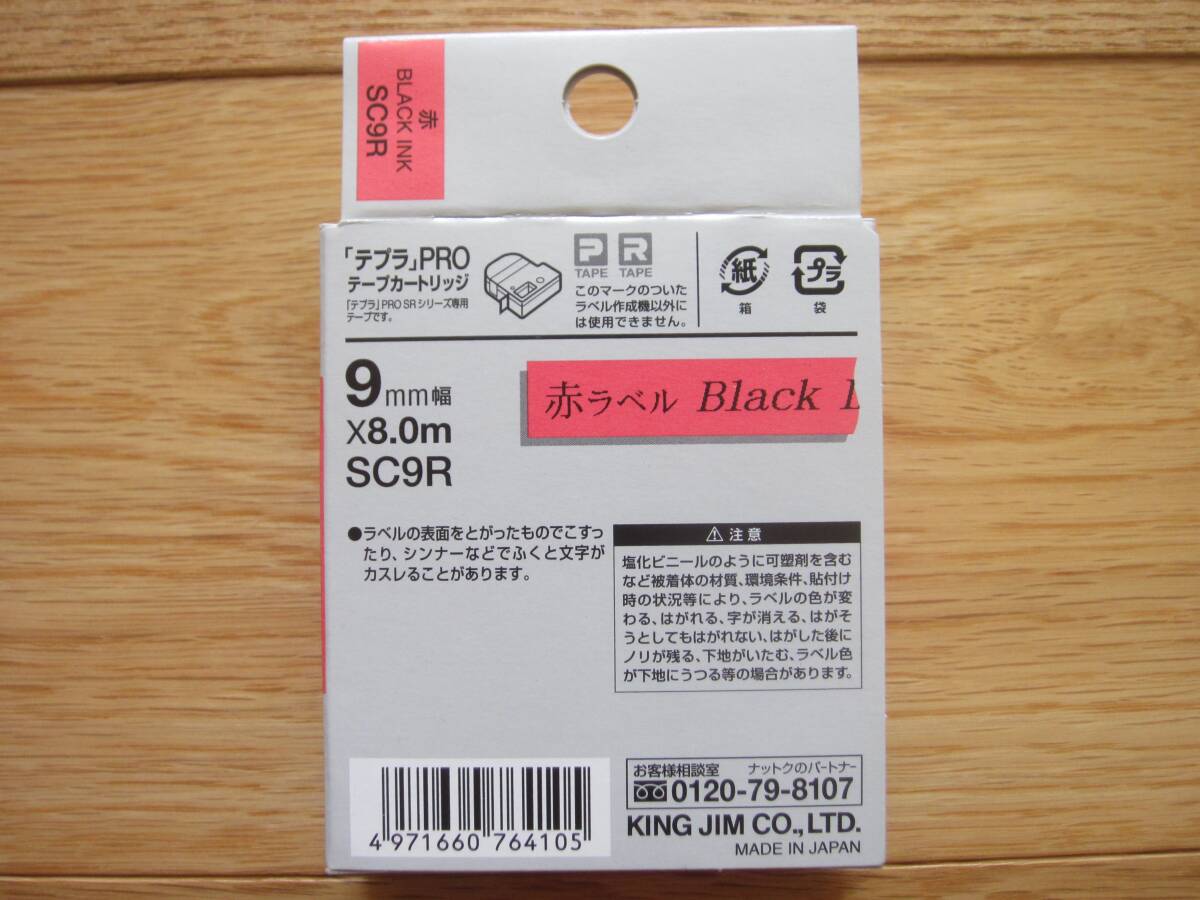 赤
BLACK INK
SC9R
「テプラ」PRO
テープカートリッジ
「テプラ」PRO SRシリーズ専用
テープです。
P R
TAPE TAPE
このマークのついた
ラベル作成機以外に
は使用できません。
紙
箱
プラ
袋
9mm幅
X8.0m
SC9R
赤ラベル Black L
●ラベルの表面をとがったものでこすっ
たり、シンナーなどでふくと文字が
カスレることがあります。
注意
塩化ビニールのように可塑剤を含む
など被着体の材質、環境条件、貼付け
時の状況等により、ラベルの色が変
わる、はがれる、字が消える、はがそ
うとしてもはがれない、はがした後に
ノリが残る、下地がいたむ、ラベル色
が下地にうつる等の場合があります。
4 971660 764105
お客様相談室 ナットクのパートナー
0120-79-8107
KING JIM CO.,LTD.
MADE IN JAPAN